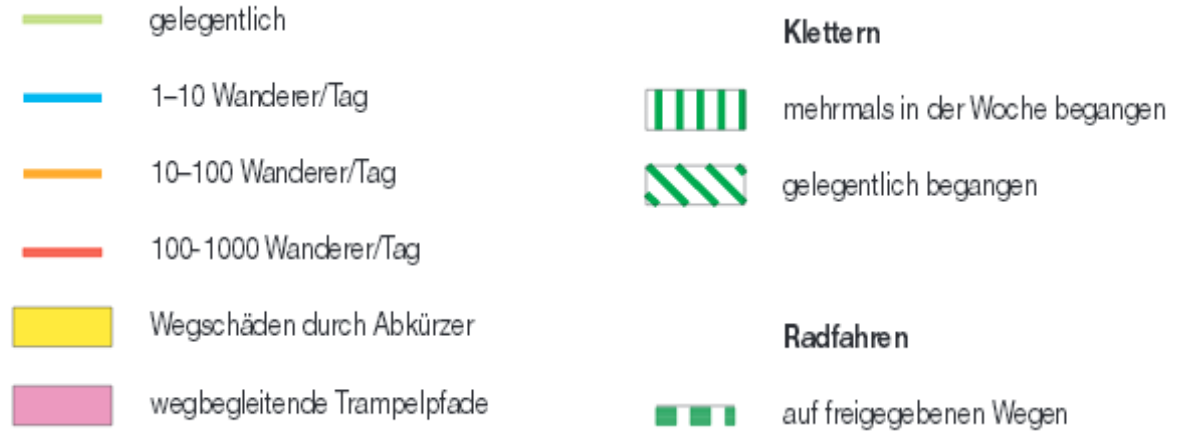 gelegentlich
1–10 Wanderer/Tag
10–100 Wanderer/Tag
100-1000 Wanderer/Tag
Wegschäden durch Abkürzer
wegbegleitende Trampelpfade
Klettern
mehrmals in der Woche begangen
gelegentlich begangen
Radfahren
auf freigegebenen Wegen